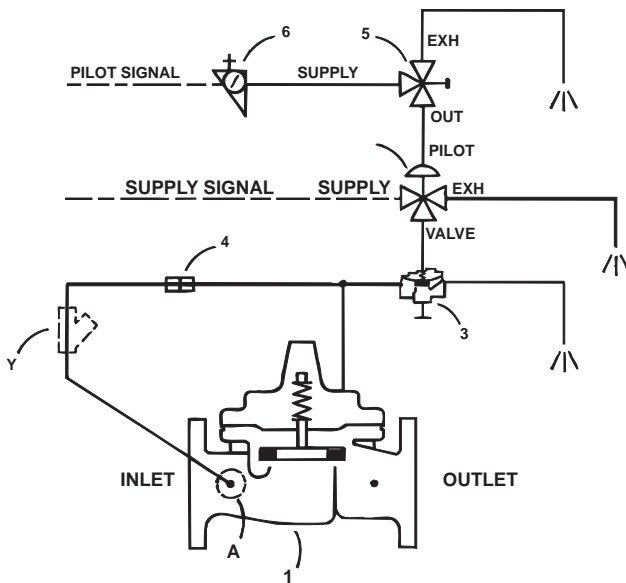 6
5
EXH
PILOT SIGNAL
SUPPLY
OUT
PILOT
SUPPLY SIGNAL
SUPPLY
EXH
VALVE
4
3
Y
INLET
OUTLET
A
1